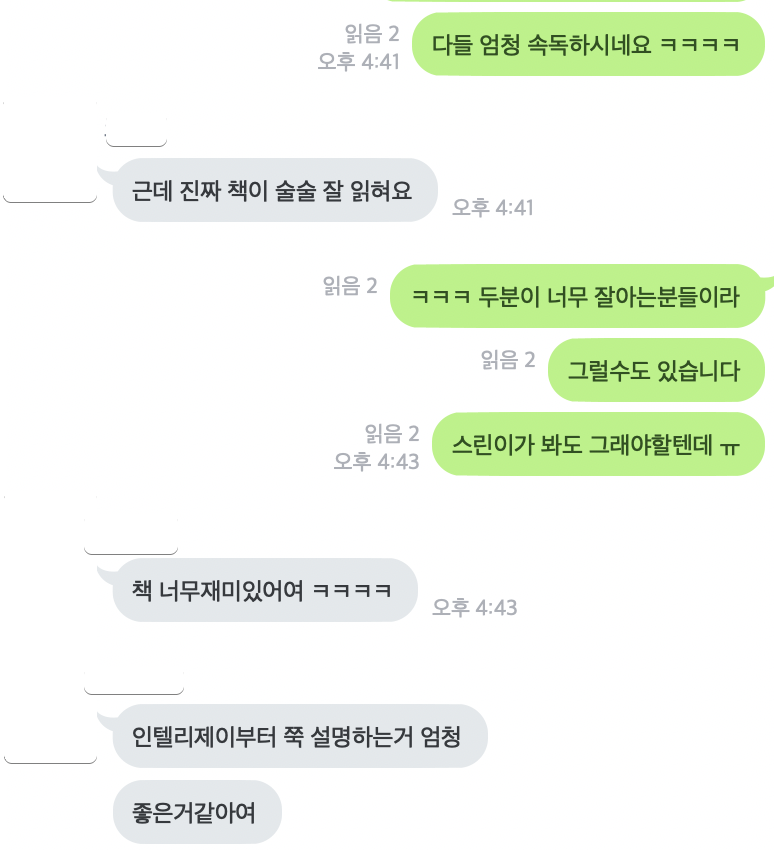 읽음 2
오후 4:41
다들 엄청 속독하시네요 ㅋㅋㅋㅋ
근데 진짜 책이 술술 잘 읽혀요
오후 4:41
읽음 2
ㅋㅋㅋ 두분이 너무 잘아는분들이라
읽음 2
그럴수도 있습니다
읽음 2
오후 4:43
스린이가 봐도 그래야할텐데 ㅠ
책 너무재미있어여 ㅋㅋㅋㅋ
오후 4:43
인텔리제이부터 쭉 설명하는거 엄청
좋은거같아여